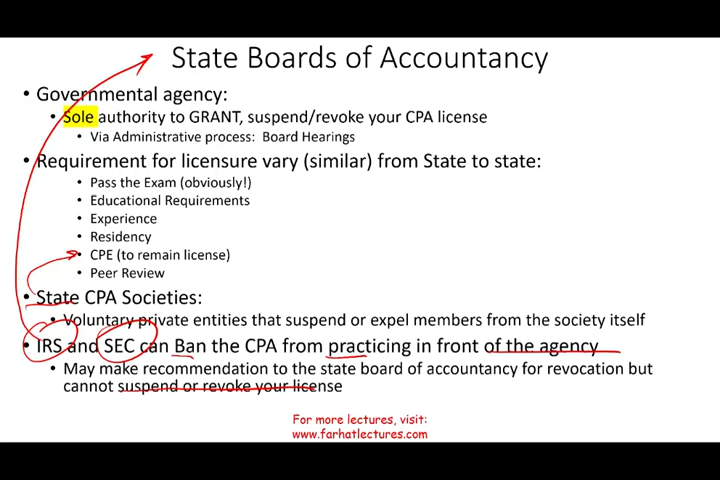 State Boards of Accountancy
• Governmental agency:
• Sole authority to GRANT, suspend/revoke your CPA license
• Via Administrative process: Board Hearings
• Requirement for licensure vary (similar) from State to state:
• Pass the Exam (obviously!)
• Educational Requirements
• Experience
• Residency
• CPE (to remain license)
• Peer Review
• State CPA Societies:
• Voluntary private entities that suspend or expel members from the society itself
• IRS and SEC can Ban the CPA from practicing in front of the agency
• May make recommendation to the state board of accountancy for revocation but
cannot suspend or revoke your license
For more lectures, visit:
www.farhatlectures.com